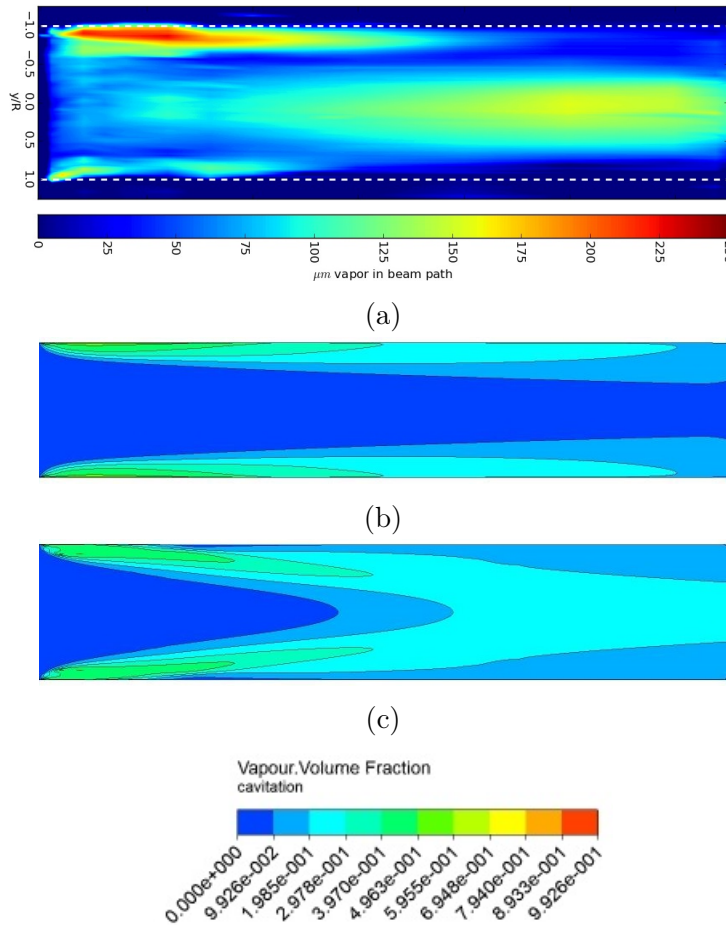 −1.0
−0.5
0.0
0.5
1.0
y/R
0 25 50 75 100 125 150 175 200 225
μm vapor in beam path
(a)
(b)
(c)
Vapour.Volume Fraction
cavitation
0.000e+000
9.926e-002
1.985e-001
2.978e-001
3.970e-001
4.963e-001
5.955e-001
6.948e-001
7.940e-001
8.933e-001
9.926e-001